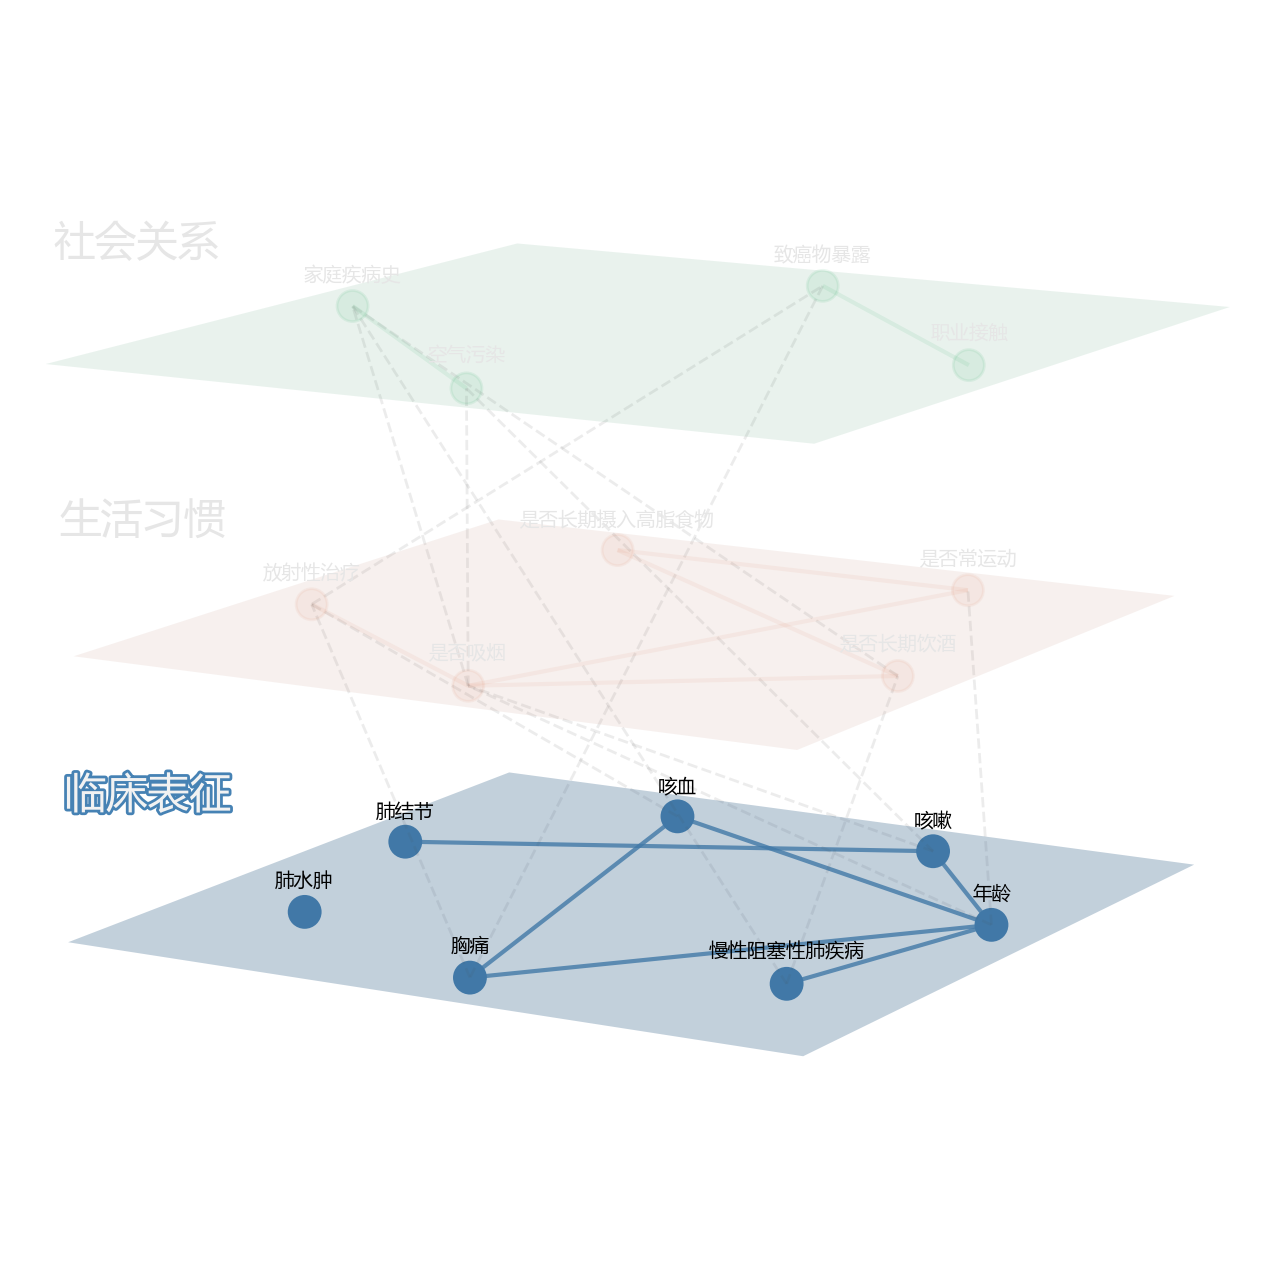 社会关系
致癌物暴露
家庭疾病史
职业接触
空气污染
生活习惯
是否长期摄入高脂食物
是否常运动
放射性治疗
是否长期饮酒
是否吸烟
临床表征
咳血
肺结节
咳嗽
肺水肿
年龄
胸痛
慢性阻塞性肺疾病